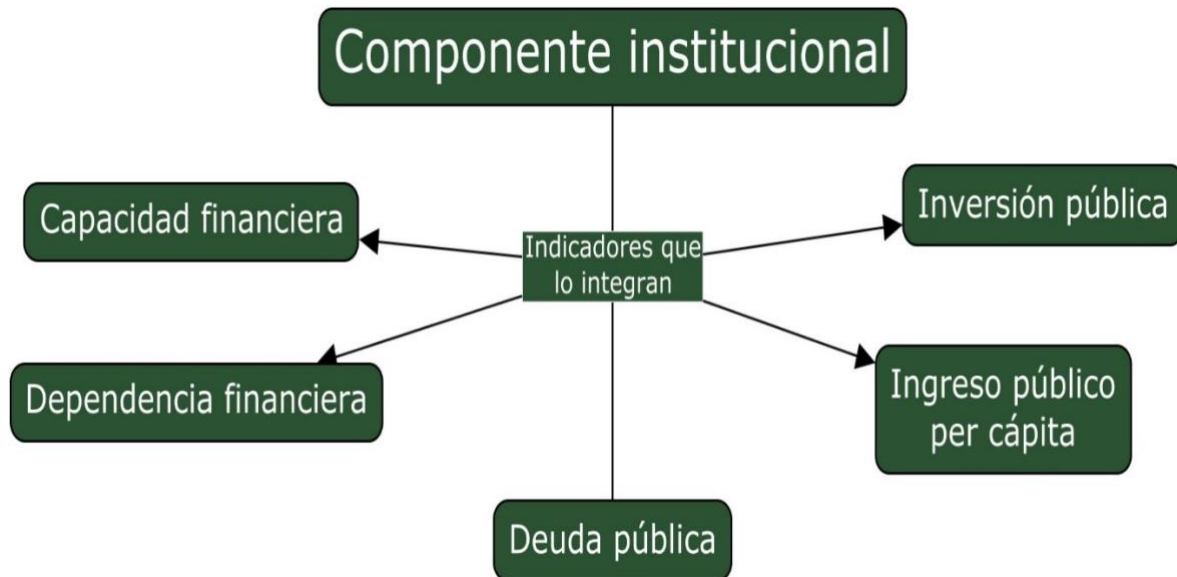 Componente institucional
Capacidad financiera
Inversión pública
Indicadores que
lo integran
Dependencia financiera
Ingreso público
per cápita
Deuda pública